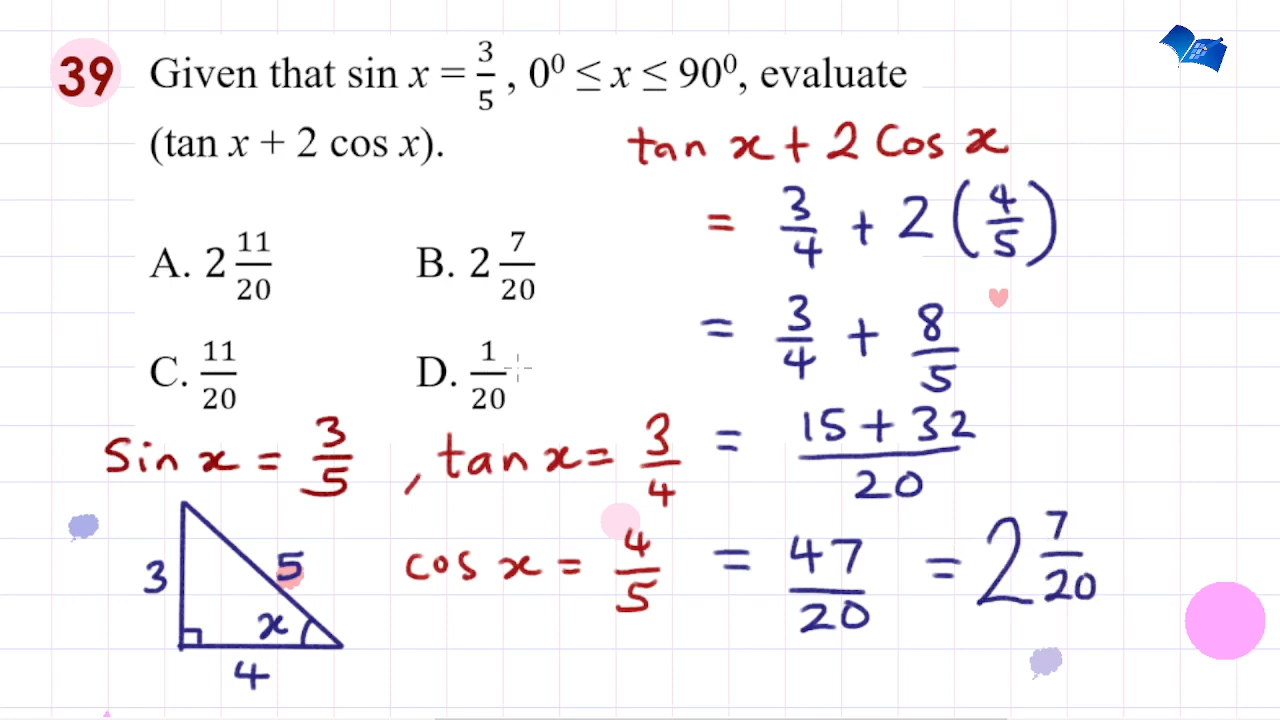 39 Given that sin x = 3/5 , 0⁰ ≤ x ≤ 90⁰, evaluate
(tan x + 2 cos x).
A. 2 11/20 B. 2 7/20
C. 11/20 D. 1/20
Sin x = 3/5 , tan x = 3/4
cos x = 4/5
3
5
x
4
tan x + 2 Cos x
= 3/4 + 2 (4/5)
= 3/4 + 8/5
= 15 + 32/20
= 47/20 = 2 7/20